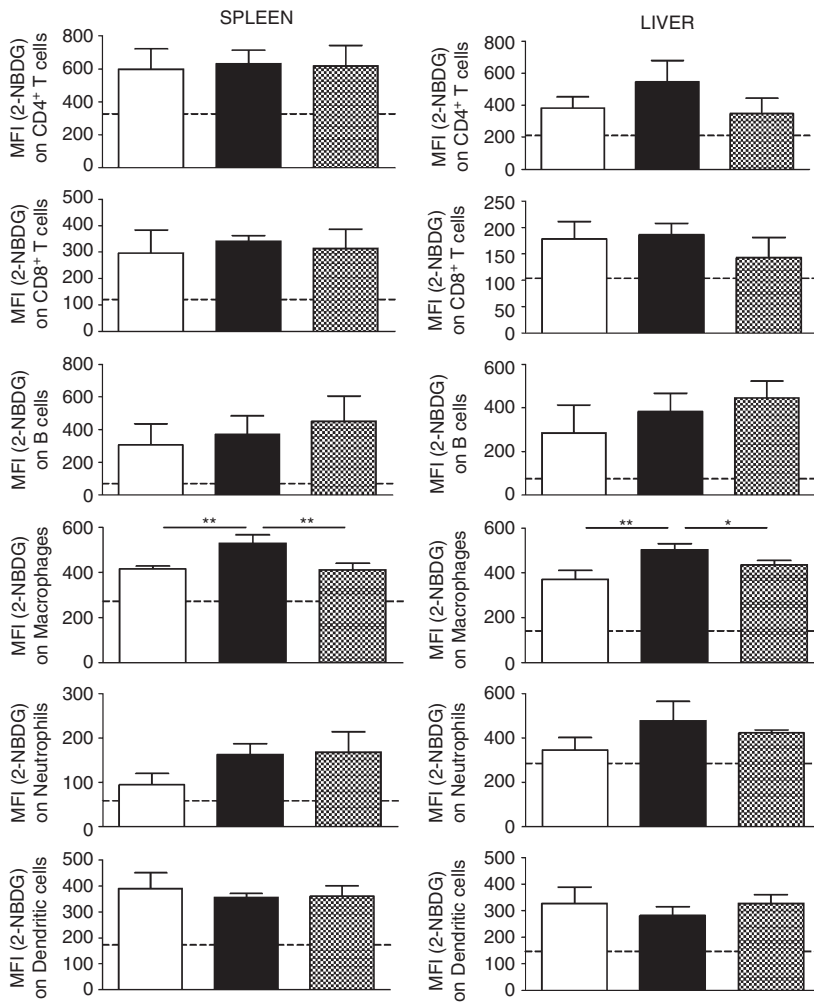 SPLEEN
MFI (2-NBDG)
on CD4+ T cells
800
600
400
200
0
MFI (2-NBDG)
on CD8+ T cells
500
400
300
200
100
0
MFI (2-NBDG)
on B cells
800
600
400
200
0
MFI (2-NBDG)
on Macrophages
600
400
200
0
** **
MFI (2-NBDG)
on Neutrophils
300
200
100
0
MFI (2-NBDG)
on Dendritic cells
500
400
300
200
100
0
LIVER
MFI (2-NBDG)
on CD4+ T cells
800
600
400
200
0
MFI (2-NBDG)
on CD8+ T cells
250
200
150
100
50
0
MFI (2-NBDG)
on B cells
600
400
200
0
MFI (2-NBDG)
on Macrophages
600
400
200
0
** *
MFI (2-NBDG)
on Neutrophils
600
400
200
0
MFI (2-NBDG)
on Dendritic cells
500
400
300
200
100
0